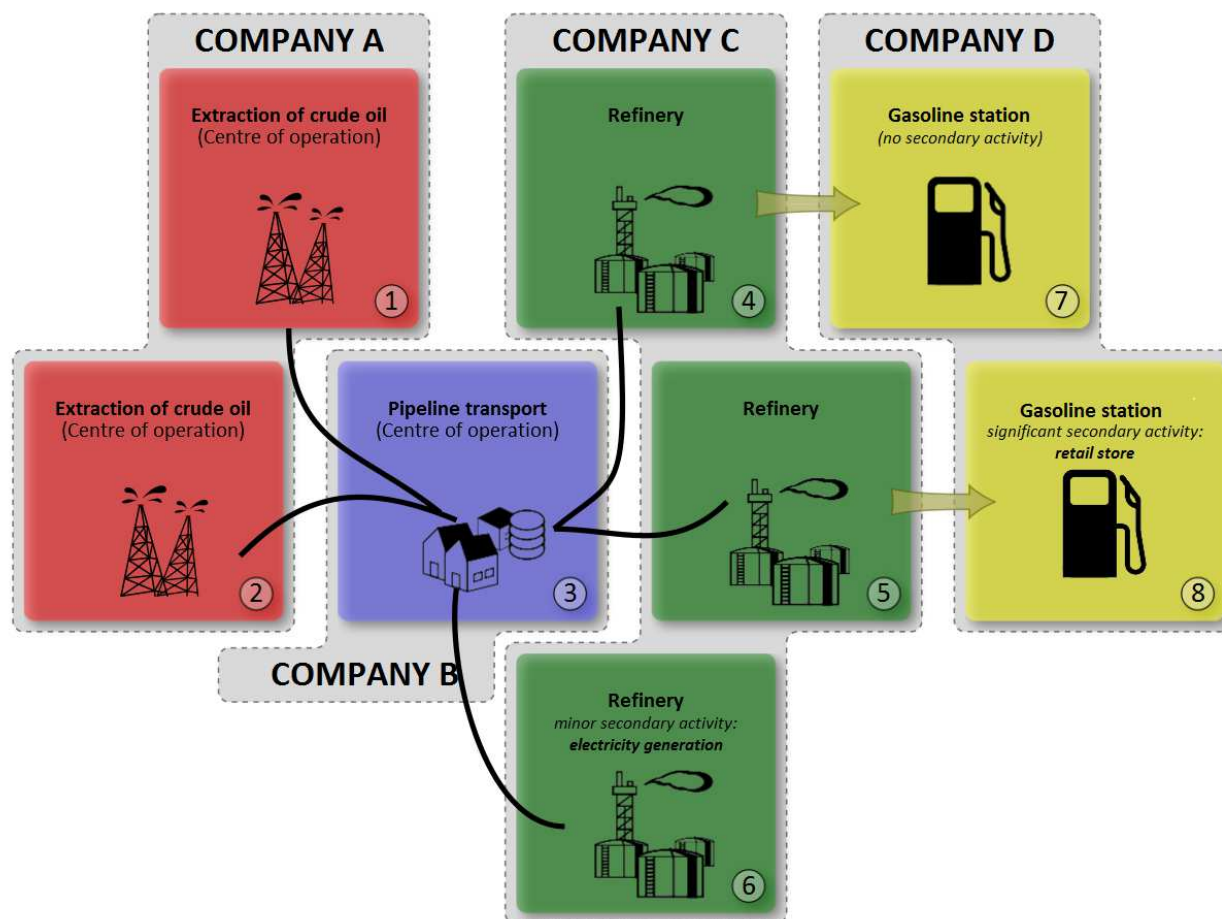 COMPANY A
COMPANY C
COMPANY D
Extraction of crude oil
(Centre of operation)
1
Refinery
4
Gasoline station
(no secondary activity)
7
Extraction of crude oil
(Centre of operation)
2
Pipeline transport
(Centre of operation)
3
Refinery
5
Gasoline station
significant secondary activity:
retail store
8
COMPANY B
Refinery
minor secondary activity:
electricity generation
6